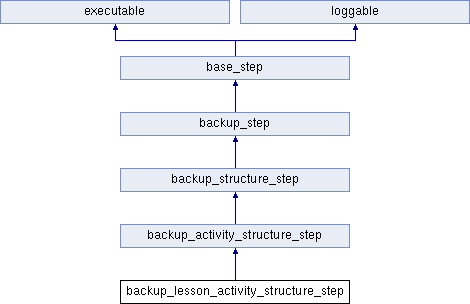 executable
loggable
base_step
backup_step
backup_structure_step
backup_activity_structure_step
backup_lesson_activity_structure_step